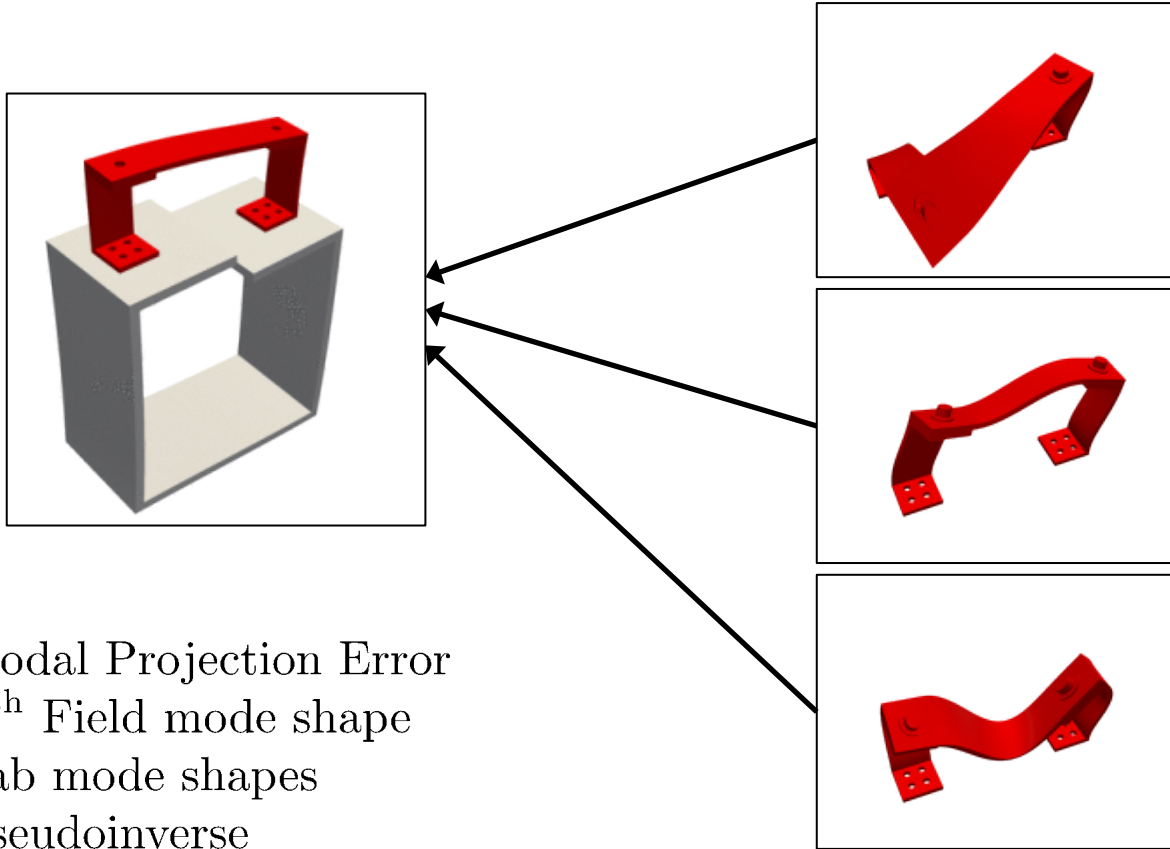 odal Projection Error
h Field mode shape
ab mode shapes
seudoinverse